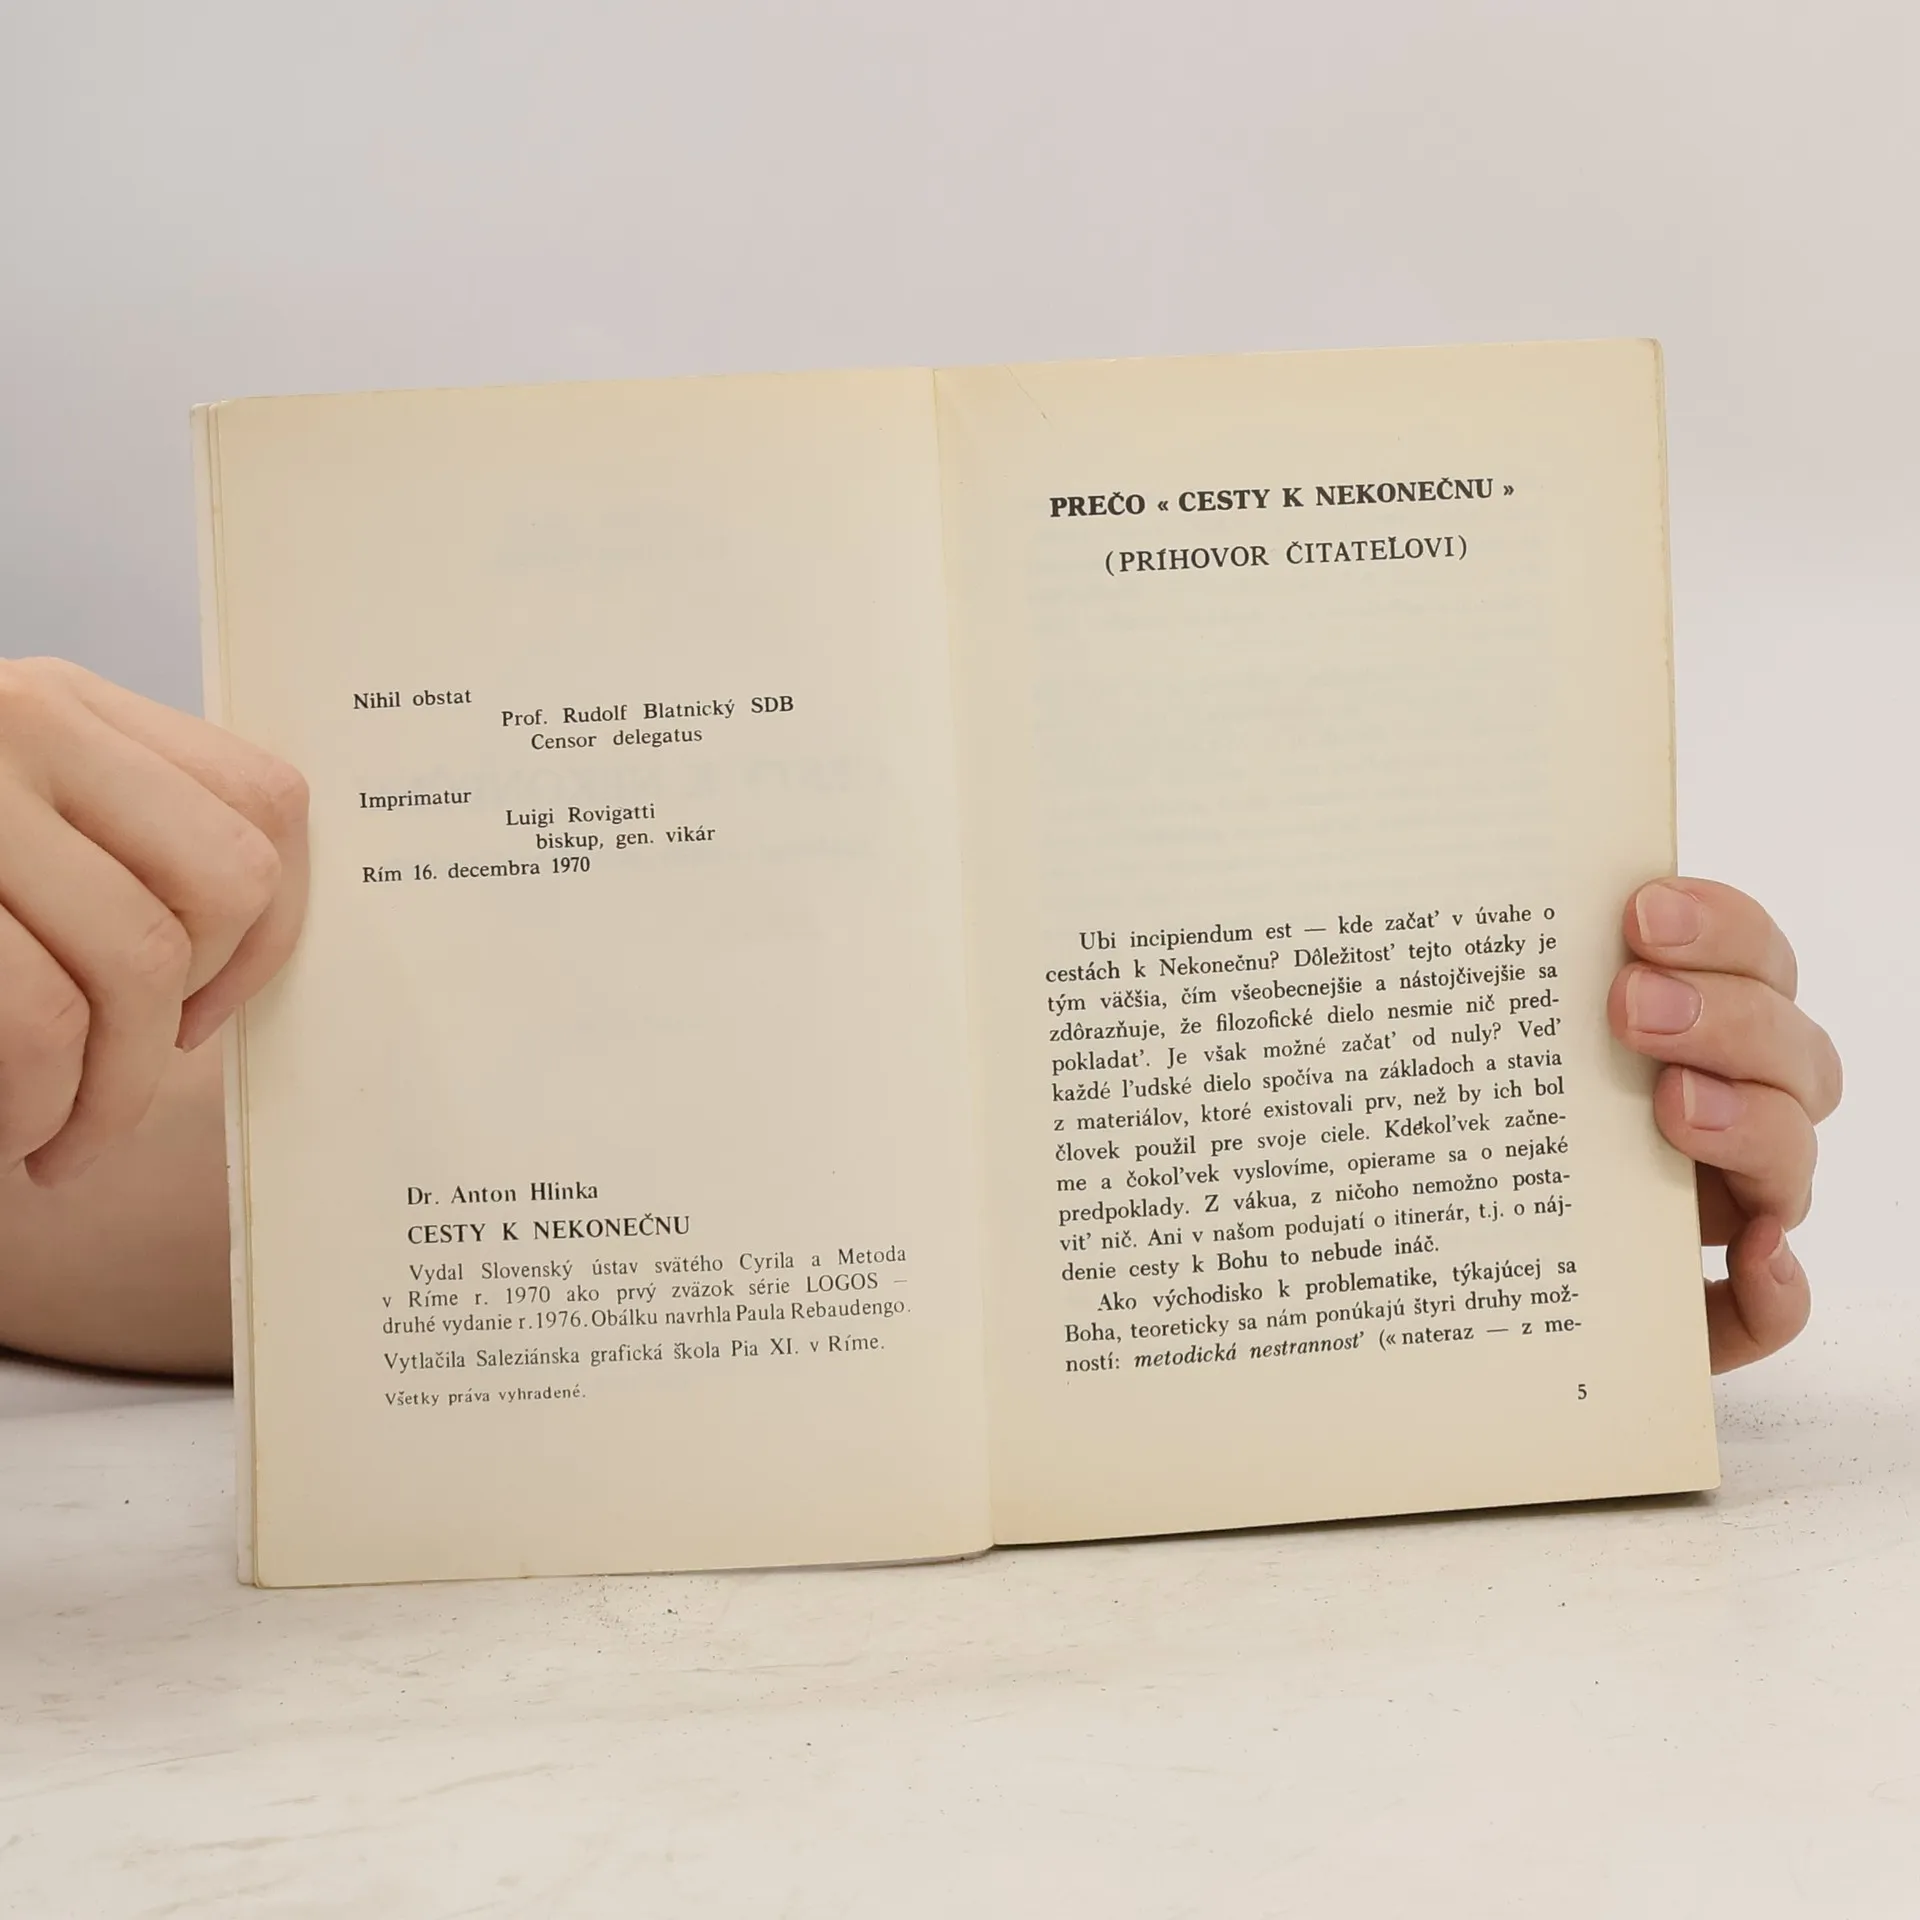 Nihil obstat
Prof. Rudolf Blatnický SDB
Censor delegatus
Imprimatur
Luigi Rovigatti
biskup, gen. vikár
Rím 16. decembra 1970
Dr. Anton Hlinka
CESTY K NEKONEČNU
Vydal Slovenský ústav svätého Cyrila a Metoda
v Ríme r. 1970 ako prvý zväzok série LOGOS —
druhé vydanie r.1976. Obálku navrhla Paula Rebaudengo.
Vytlačila Saleziánska grafická škola Pia XI. v Ríme.
Všetky práva vyhradené.
PREČO « CESTY K NEKONEČNU »
(PRÍHOVOR ČITATEĽOVI)
Ubi incipiendum est — kde začať v úvahe o
cestách k Nekonečnu? Dôležitosť tejto otázky je
tým väčšia, čím všeobecnejšie a nástojčivejšie sa
zdôrazňuje, že filozofické dielo nesmie nič pred-
pokladať. Je však možné začať od nuly? Veď
každé ľudské dielo spočíva na základoch a stavia
z materiálov, ktoré existovali prv, než by ich bol
človek použil pre svoje ciele. Kdekoľvek začne-
me a čokoľvek vyslovíme, opierame sa o nejaké
predpoklady. Z vákua, z ničoho nemožno posta-
viť nič. Ani v našom podujatí o itinerár, t.j. o náj-
denie cesty k Bohu to nebude ináč.
Ako východisko k problematike, týkajúcej sa
Boha, teoreticky sa nám ponúkajú štyri druhy mož-
ností: metodická nestrannosť (« nateraz — z me-
5